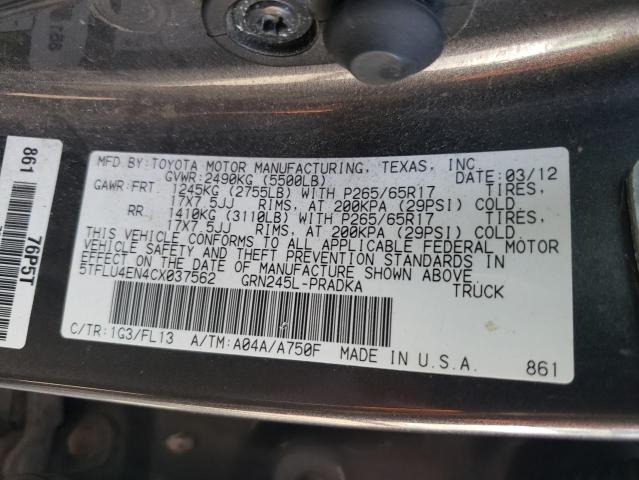 MFD.BY:TOYOTA MOTOR MANUFACTURING, TEXAS, INC.
GVWR:2490KG (5500LB) DATE:03/12
GAWR:FRT. 1245KG (2755LB) WITH P265/65R17 TIRES,
17X7.5JJ RIMS, AT 200KPA (29PSI) COLD
RR. 1410KG (3110LB) WITH P265/65R17 TIRES,
17X7.5JJ RIMS, AT 200KPA (29PSI) COLD
THIS VEHICLE CONFORMS TO ALL APPLICABLE FEDERAL MOTOR
VEHICLE SAFETY AND THEFT PREVENTION STANDARDS IN
EFFECT ON THE DATE OF MANUFACTURE SHOWN ABOVE.
5TFLU4EN4CX037562 GRN245L-PRADKA TRUCK
C/TR:1G3/FL13 A/TM:A04A/A750F MADE IN U.S.A.
861
861
76P5T